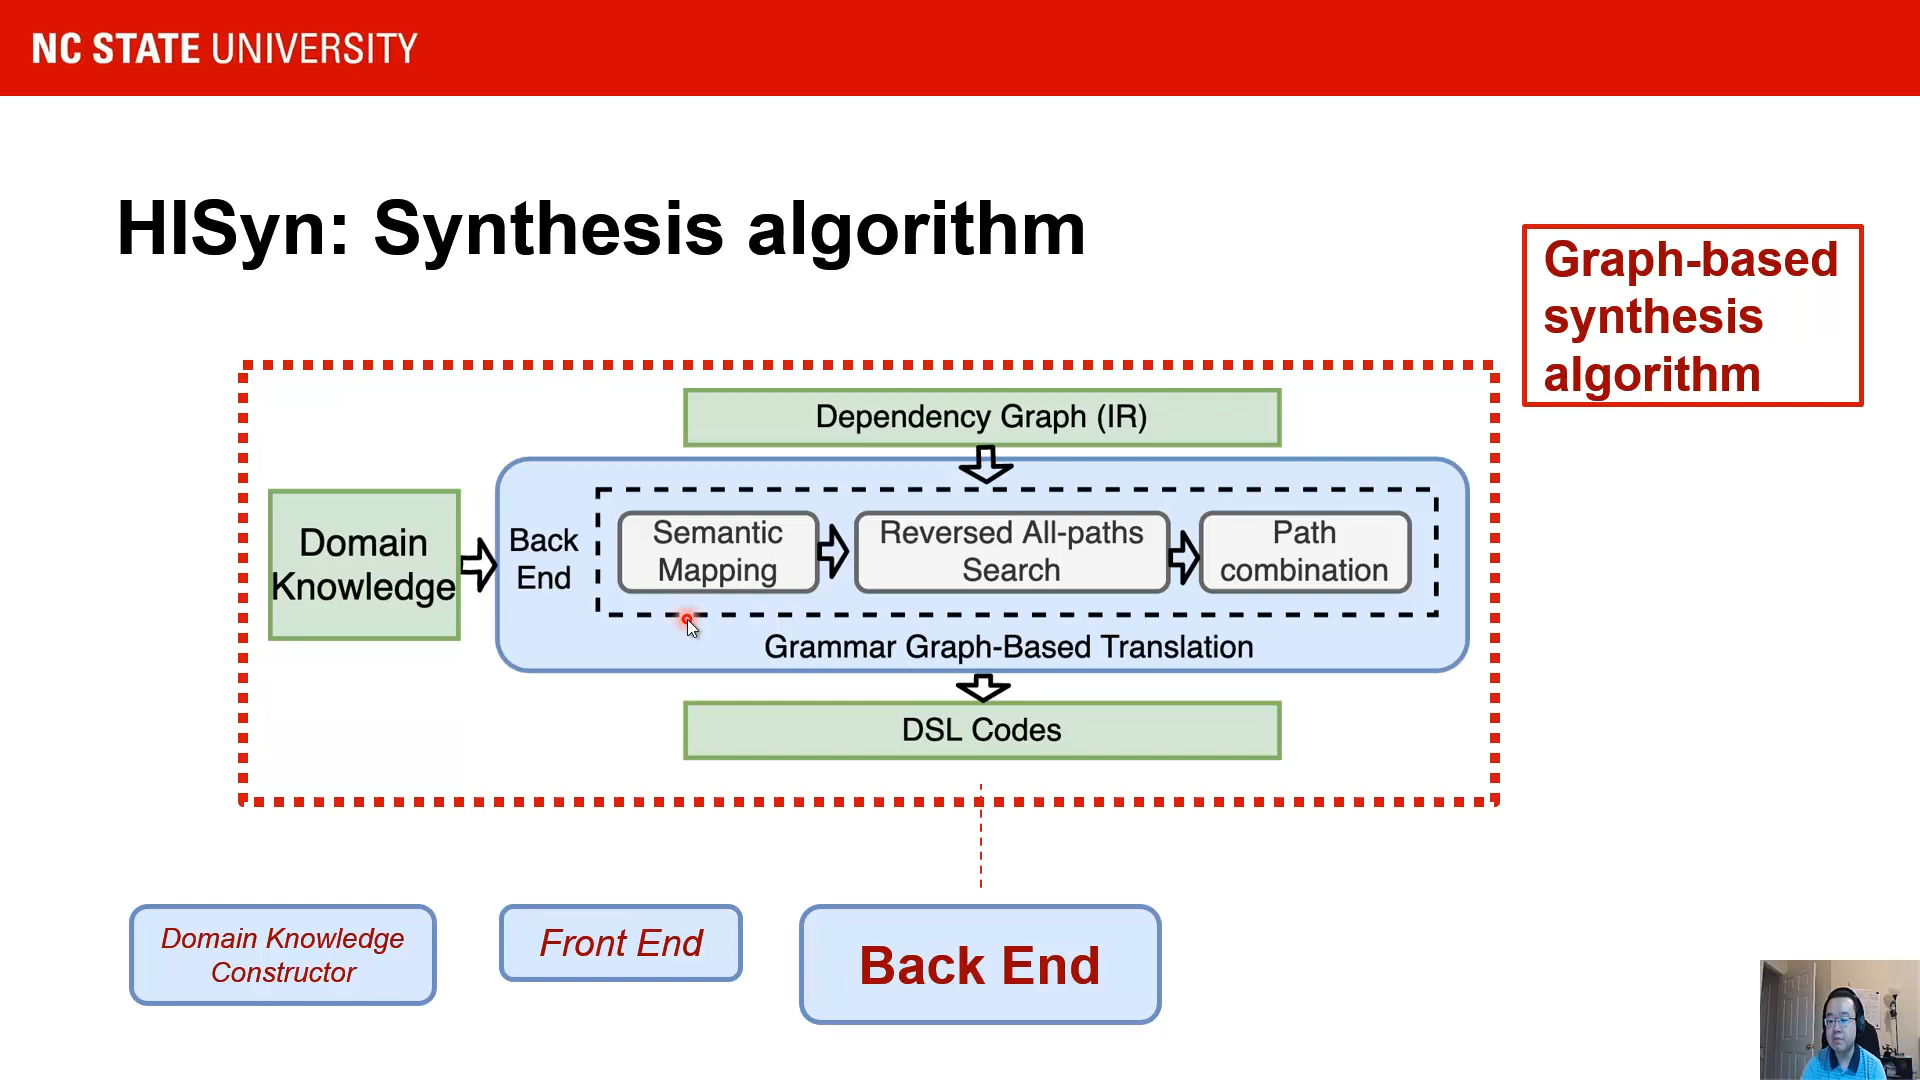 NC STATE UNIVERSITY
HISyn: Synthesis algorithm
Graph-based
synthesis
algorithm
Dependency Graph (IR)
Domain
Knowledge
Back
End
Semantic
Mapping
Reversed All-paths
Search
Path
combination
Grammar Graph-Based Translation
DSL Codes
Domain Knowledge
Constructor
Front End
Back End